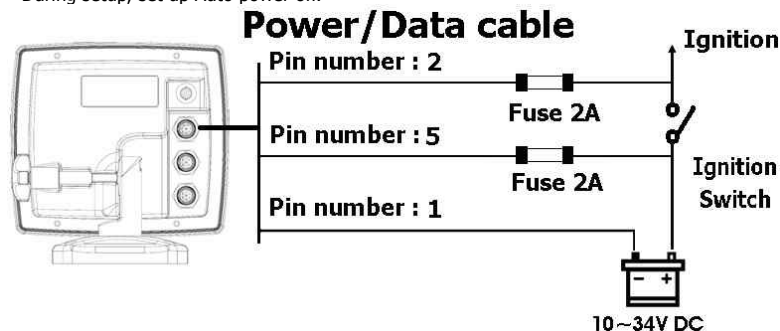 Power/Data cable
Ignition
Pin number : 2
Fuse 2A
Pin number : 5
Fuse 2A
Ignition
Switch
Pin number : 1
- +
10~34V DC